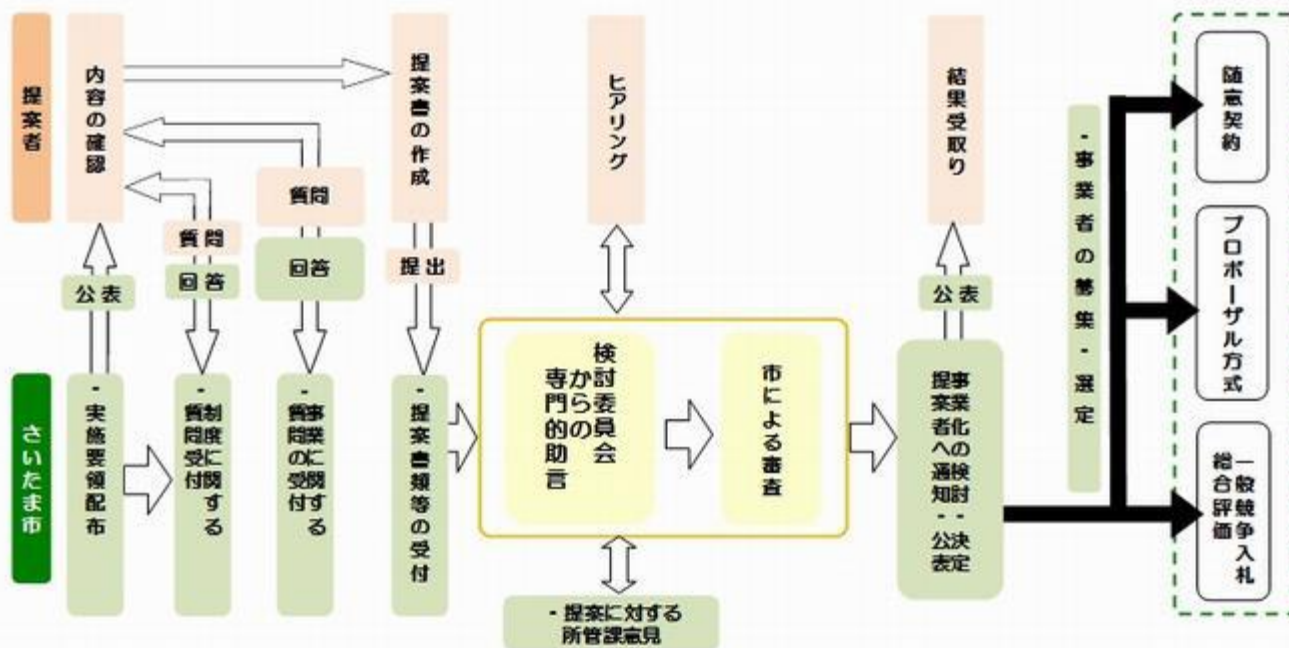 提案者
内容の確認
提案書の作成
ヒアリング
結果受取り
質問
回答
質問
回答
提出
公表
公表
さいたま市
・実施要領配布
・制度に関する
質問受付
・事業に関する
質問の受付
・提案書類等の受付
検討委員会
からの
専門的助言
市による審査
・提案に対する
所管課意見
事業化の検討・決定
提案者へ通知・公表
・事業者の募集・選定
随意契約
プロポーザル方式
一般競争入札
総合評価